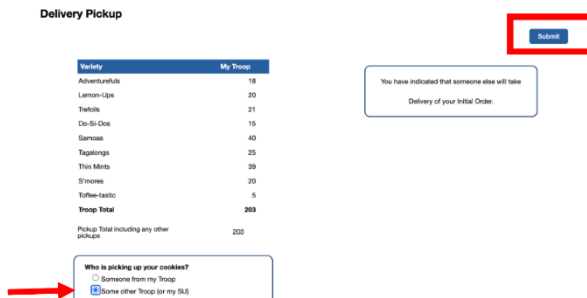 Delivery Pickup
Submit
Variety My Troop
Adventurefuls 18
Lemon-Ups 20
Trefoils 21
Do-Si-Dos 15
Samoas 40
Tagalongs 25
Thin Mints 39
S'mores 20
Toffee-tastic 5
Troop Total 203
Pickup Total including any other
pickups 203
You have indicated that someone else will take
Delivery of your Initial Order.
Who is picking up your cookies?
Someone from my Troop
Some other Troop (or my SU)